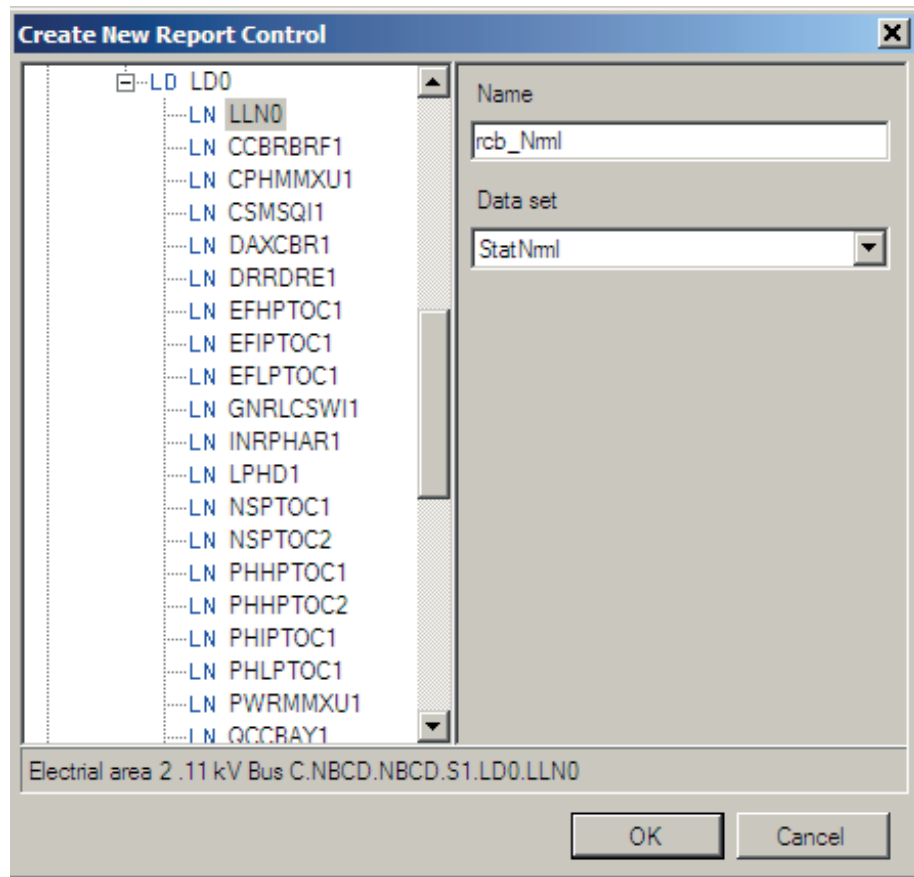 Create New Report Control
LD LD0
LN LLN0
LN CCBRBRF1
LN CPHMMXU1
LN CSMSQI1
LN DAXCBR1
LN DRRDRE1
LN EFHPTOC1
LN EFIPTOC1
LN EFLPTOC1
LN GNRLCSWI1
LN INRPHAR1
LN LPHD1
LN NSPTOC1
LN NSPTOC2
LN PHHPTOC1
LN PHHPTOC2
LN PHIPTOC1
LN PHLPTOC1
LN PWRMMXU1
LN QCCBAY1
Name
rcb_Nrml
Data set
StatNrml
Electrial area 2 .11 kV Bus C.NBCD.NBCD.S1.LD0.LLN0
OK
Cancel